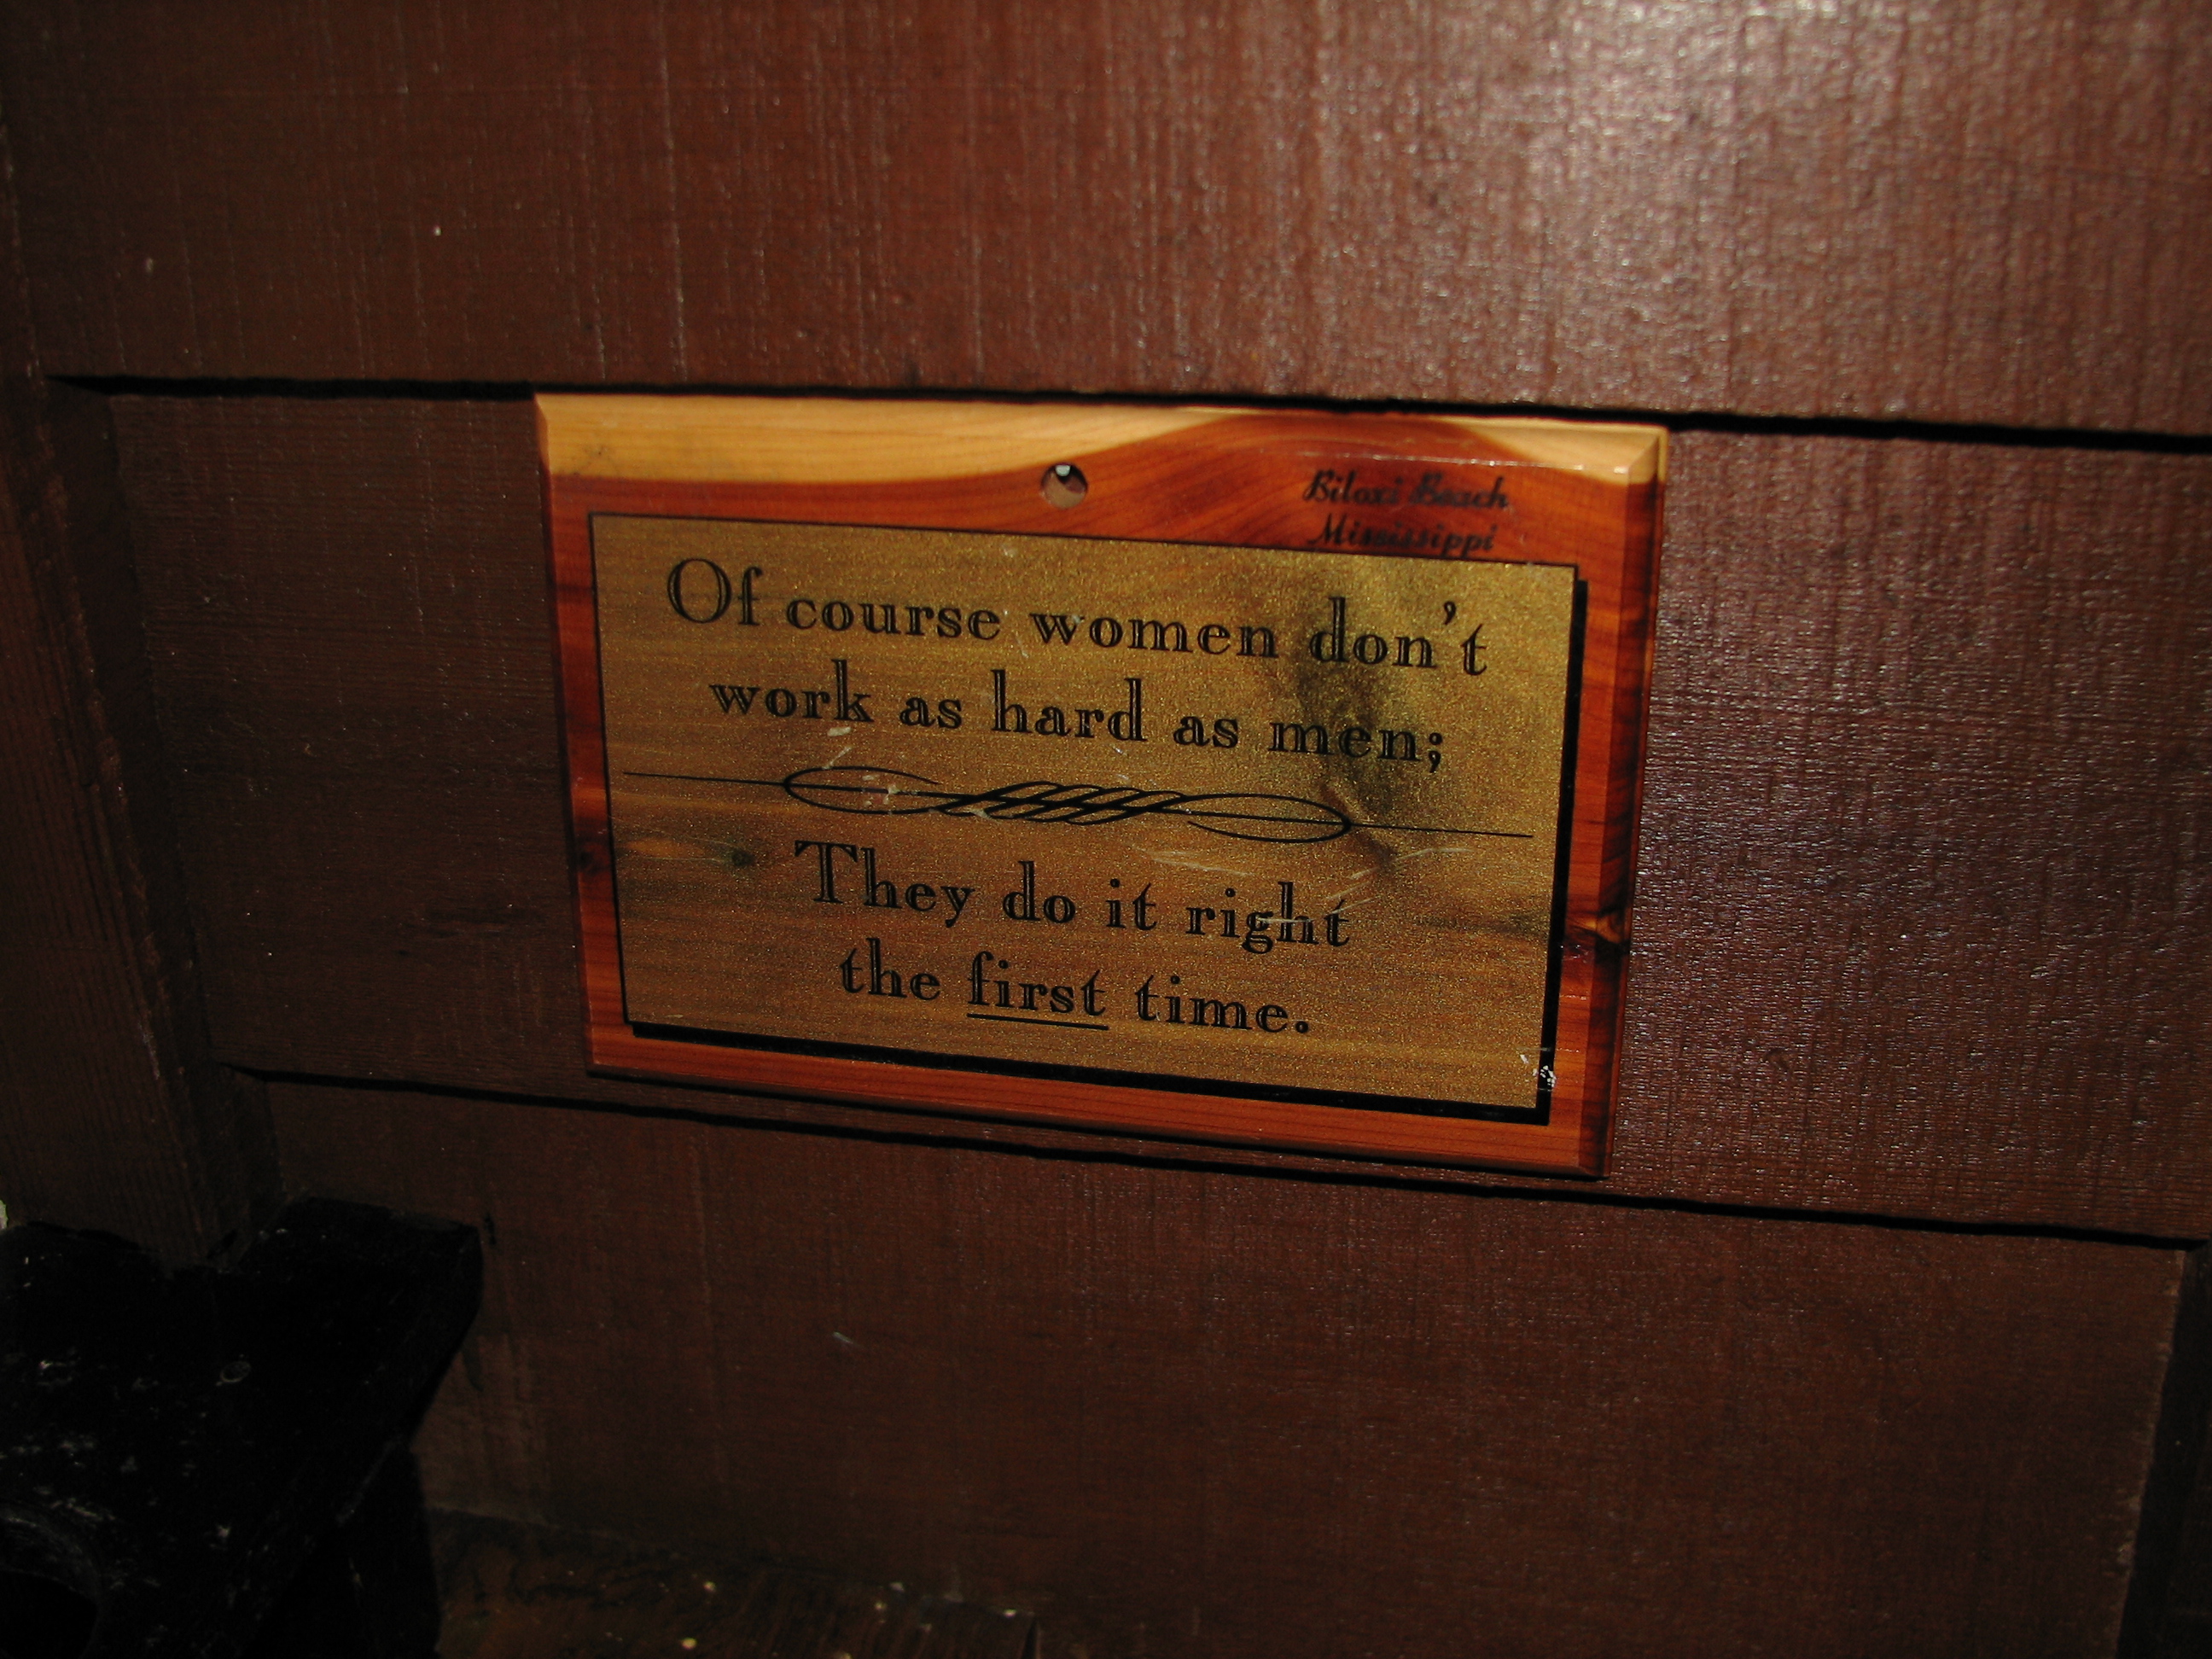 Biloxi Beach
Mississippi
Of course women don't
work as hard as men;
They do it right
the first time.